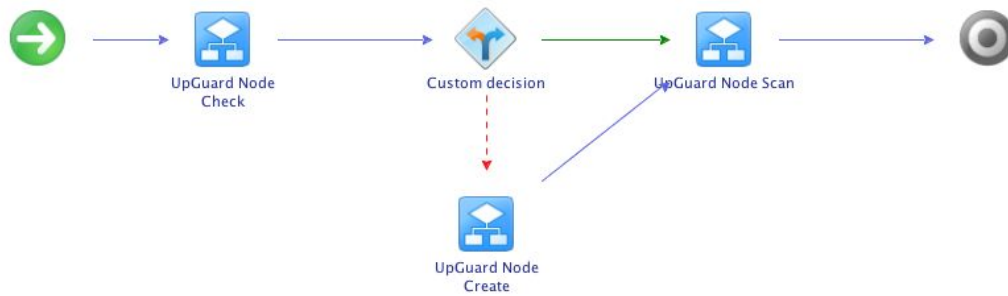 UpGuard Node
Check
Custom decision
UpGuard Node Scan
UpGuard Node
Create